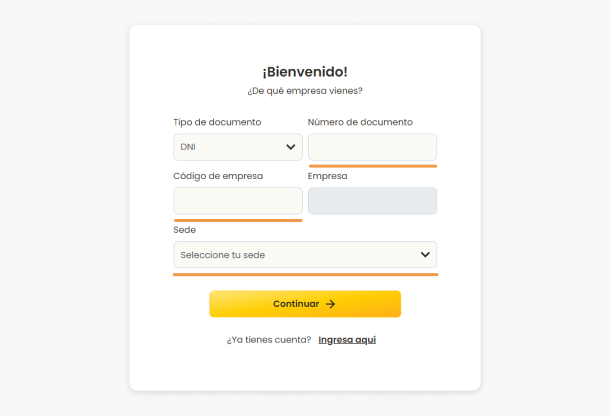 ¡Bienvenido!
¿De qué empresa vienes?
Tipo de documento
Número de documento
DNI
Código de empresa
Empresa
Sede
Seleccione tu sede
Continuar →
¿Ya tienes cuenta? Ingresa aquí